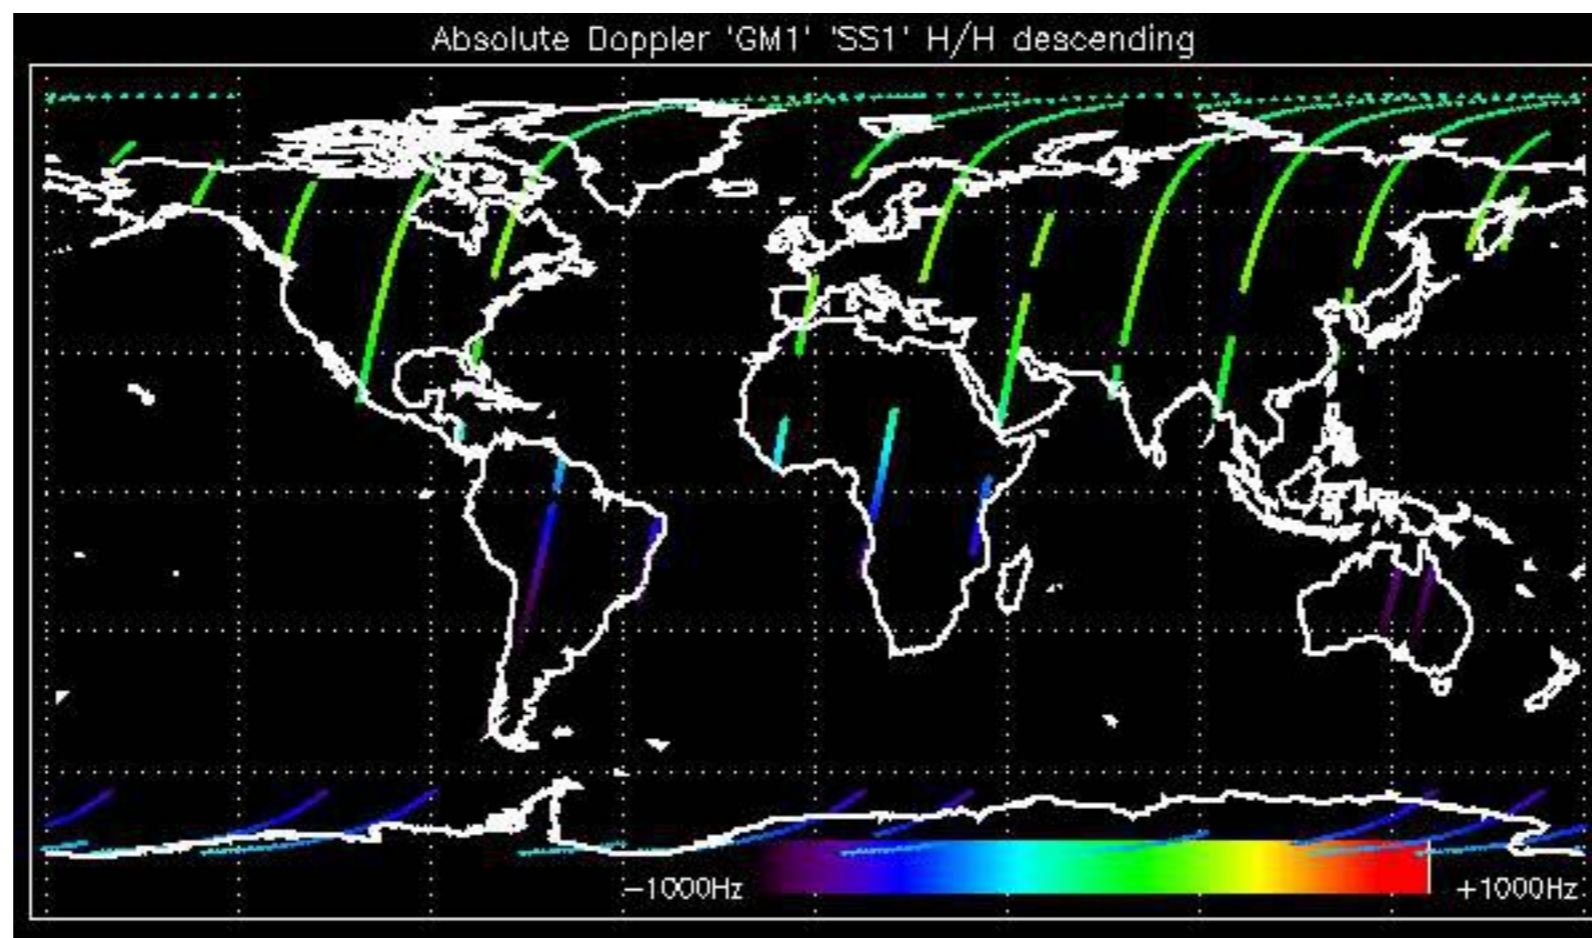 Absolute Doppler 'GM1' 'SS1' H/H descending
-1000Hz
+1000Hz